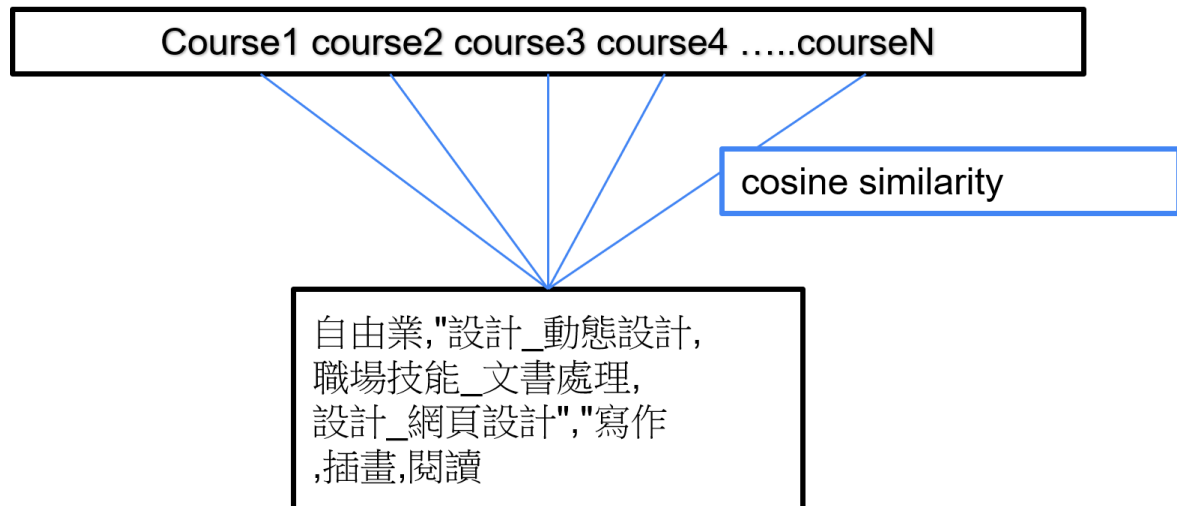 Course1 course2 course3 course4 …..courseN
cosine similarity
自由業,"設計_動態設計,
職場技能_文書處理,
設計_網頁設計","寫作
,插畫,閱讀